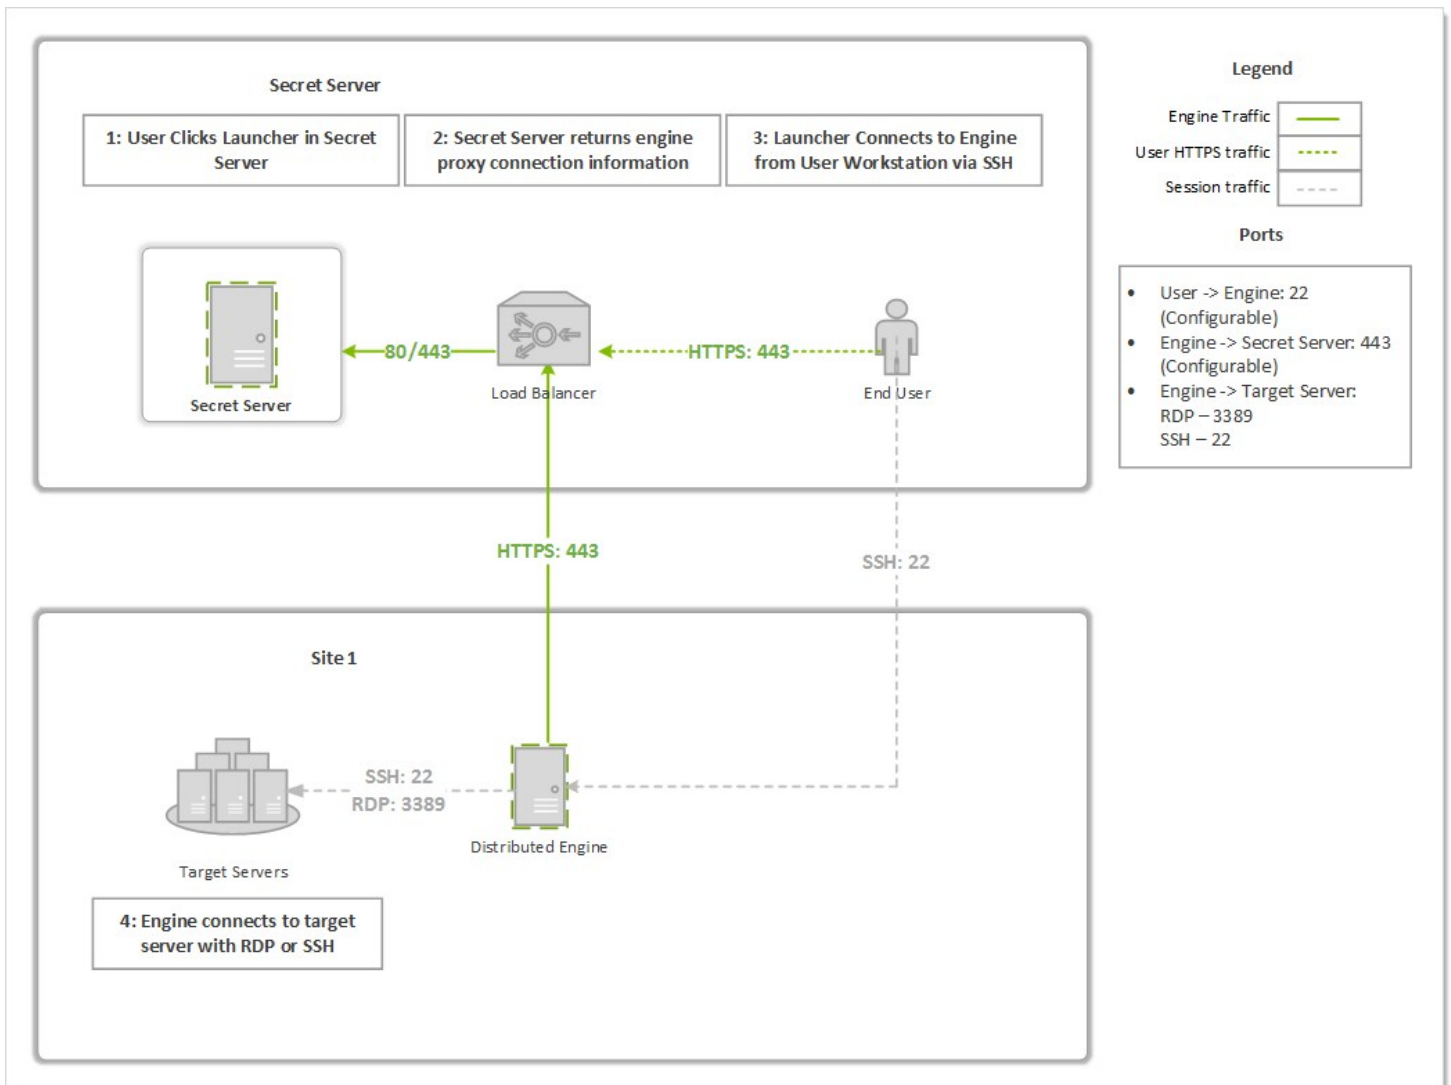 Secret Server
1: User Clicks Launcher in Secret
Server
2: Secret Server returns engine
proxy connection information
3: Launcher Connects to Engine
from User Workstation via SSH
80/443
HTTPS: 443
Secret Server
Load Balancer
End User
HTTPS: 443
SSH: 22
Site 1
SSH: 22
RDP: 3389
Distributed Engine
Target Servers
4: Engine connects to target
server with RDP or SSH
Legend
Engine Traffic
User HTTPS traffic
Session traffic
Ports
• User -> Engine: 22
(Configurable)
• Engine -> Secret Server: 443
(Configurable)
• Engine -> Target Server:
RDP – 3389
SSH – 22